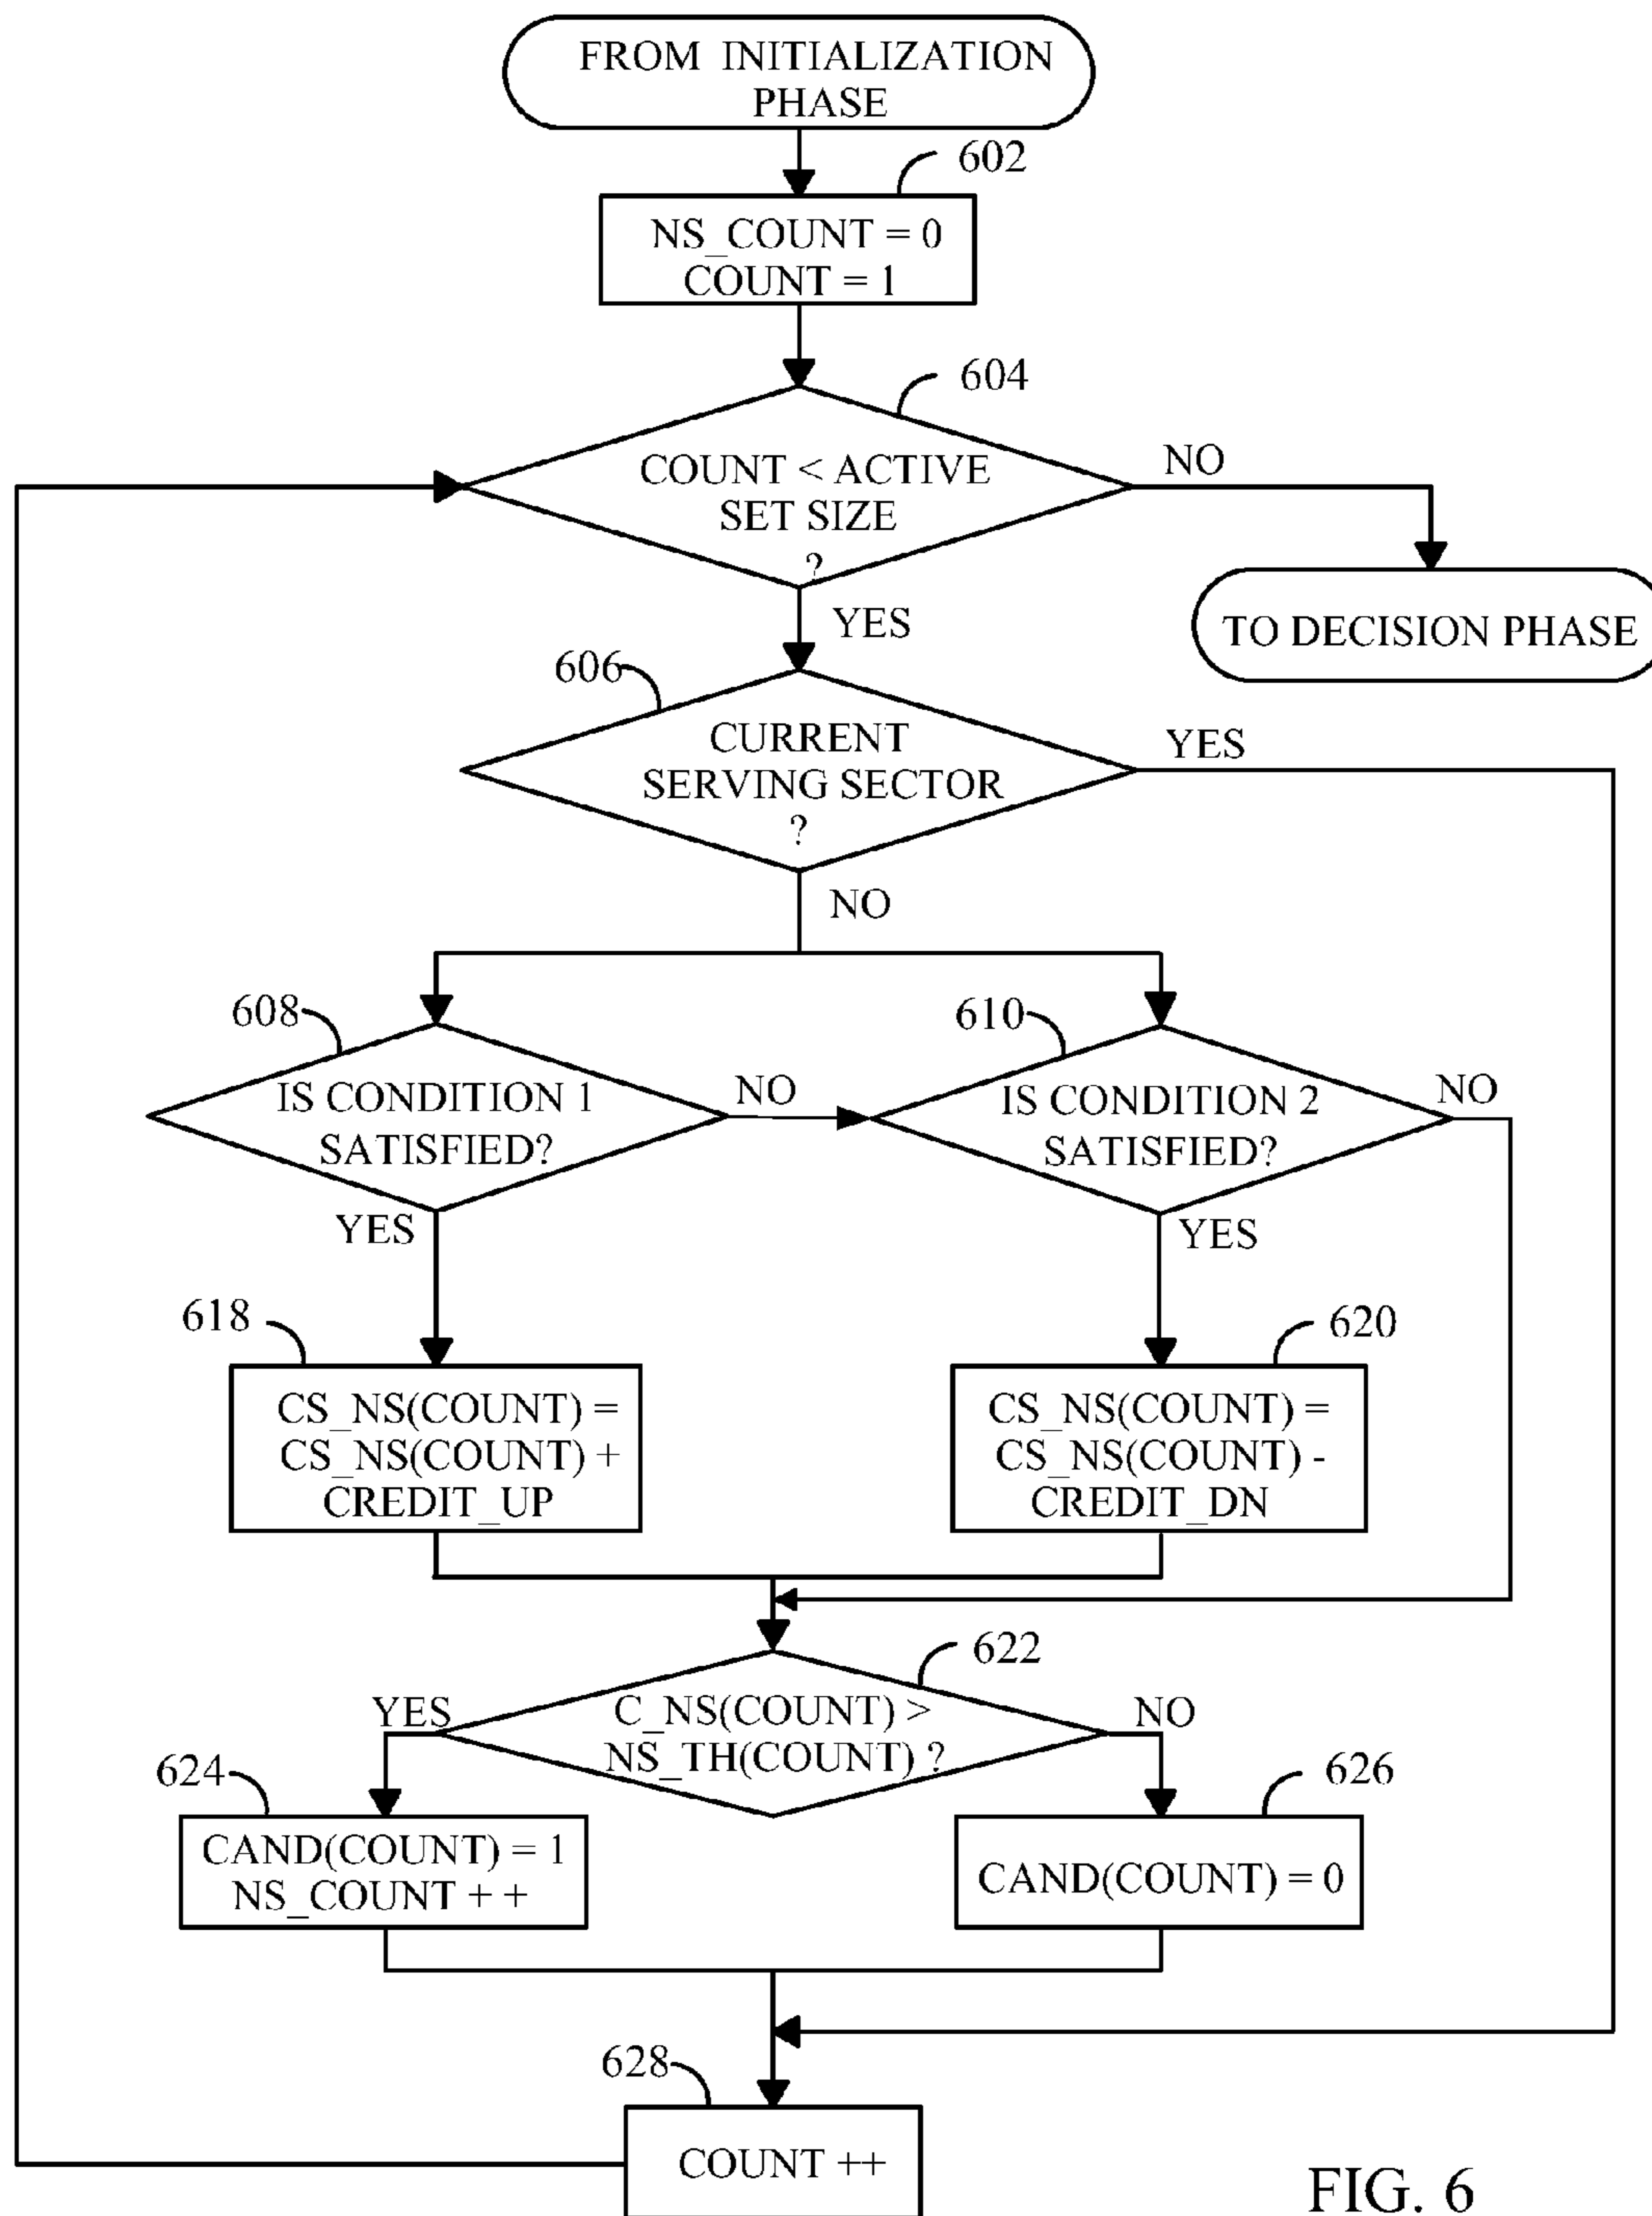 FROM INITIALIZATION
PHASE
602
NS_COUNT = 0
COUNT = 1
604
COUNT < ACTIVE
SET SIZE
?
NO
TO DECISION PHASE
YES
606
CURRENT
SERVING SECTOR
?
YES
NO
608
IS CONDITION 1
SATISFIED?
NO
610
IS CONDITION 2
SATISFIED?
NO
YES
YES
618
CS_NS(COUNT) =
CS_NS(COUNT) +
CREDIT_UP
620
CS_NS(COUNT) =
CS_NS(COUNT) -
CREDIT_DN
622
C_NS(COUNT) >
NS_TH(COUNT) ?
YES
NO
624
CAND(COUNT) = 1
NS_COUNT + +
626
CAND(COUNT) = 0
628
COUNT ++
FIG. 6